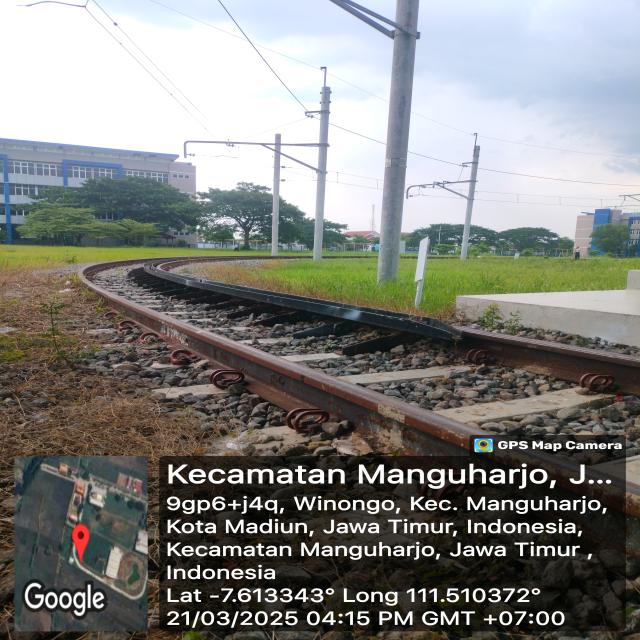 GPS Map Camera
Kecamatan Manguharjo, J...
9gp6+j4q, Winongo, Kec. Manguharjo,
Kota Madiun, Jawa Timur, Indonesia,
Kecamatan Manguharjo, Jawa Timur ,
Indonesia
Lat -7.613343° Long 111.510372°
21/03/2025 04:15 PM GMT +07:00
Google